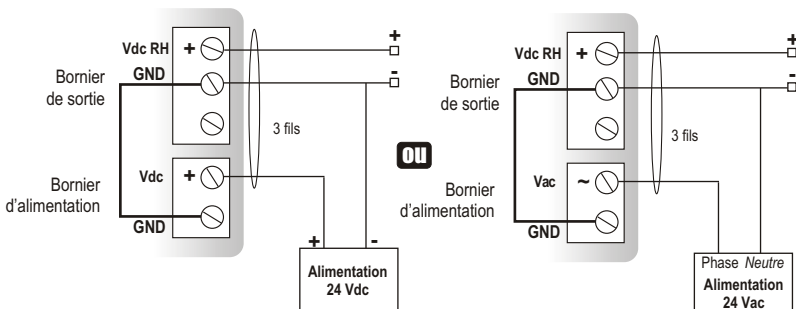 Vdc RH
+
+
GND
-
Bornier
de sortie
3 fils
Vdc
+
Bornier
d'alimentation
GND
+
-
Alimentation
24 Vdc
ou
Vdc RH
+
+
GND
-
Bornier
de sortie
3 fils
Vac
~
Bornier
d'alimentation
GND
Phase Neutre
Alimentation
24 Vac